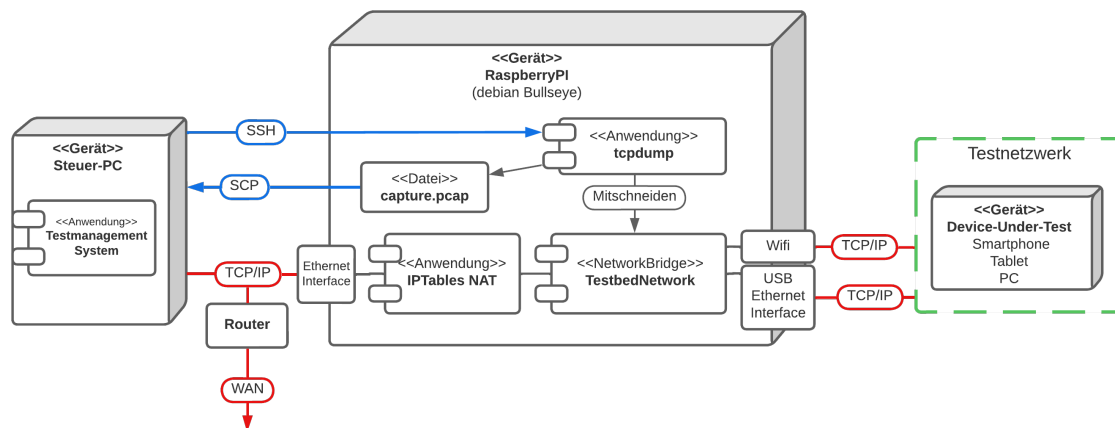 <<Gerät>>
Steuer-PC
<<Anwendung>>
Testmanagement
System
SSH
SCP
TCP/IP
Router
WAN
<<Gerät>>
RaspberryPI
(debian Bullseye)
<<Anwendung>>
tcpdump
<<Datei>>
capture.pcap
Mitschneiden
Ethernet
Interface
<<Anwendung>>
IPTables NAT
<<NetworkBridge>>
TestbedNetwork
Wifi
USB
Ethernet
Interface
TCP/IP
TCP/IP
Testnetzwerk
<<Gerät>>
Device-Under-Test
Smartphone
Tablet
PC